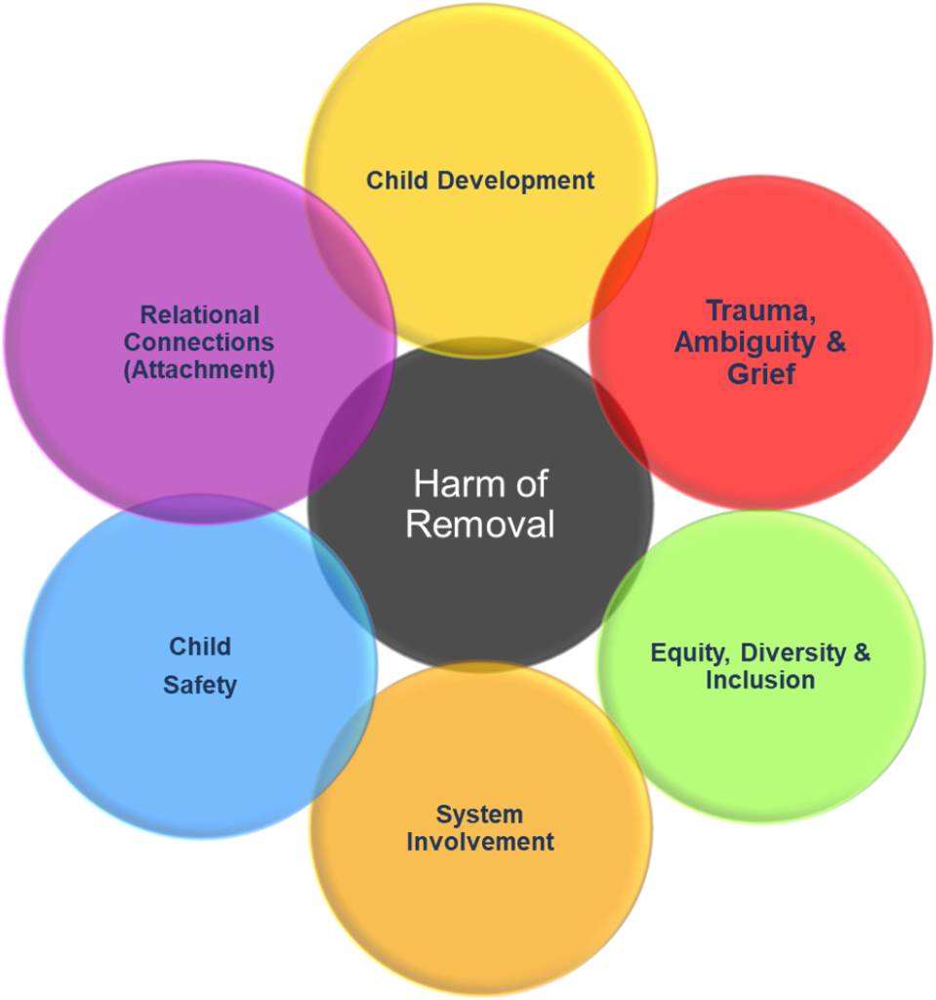 Child Development
Trauma,
Ambiguity &
Grief
Relational
Connections
(Attachment)
Harm of
Removal
Child
Safety
Equity, Diversity &
Inclusion
System
Involvement